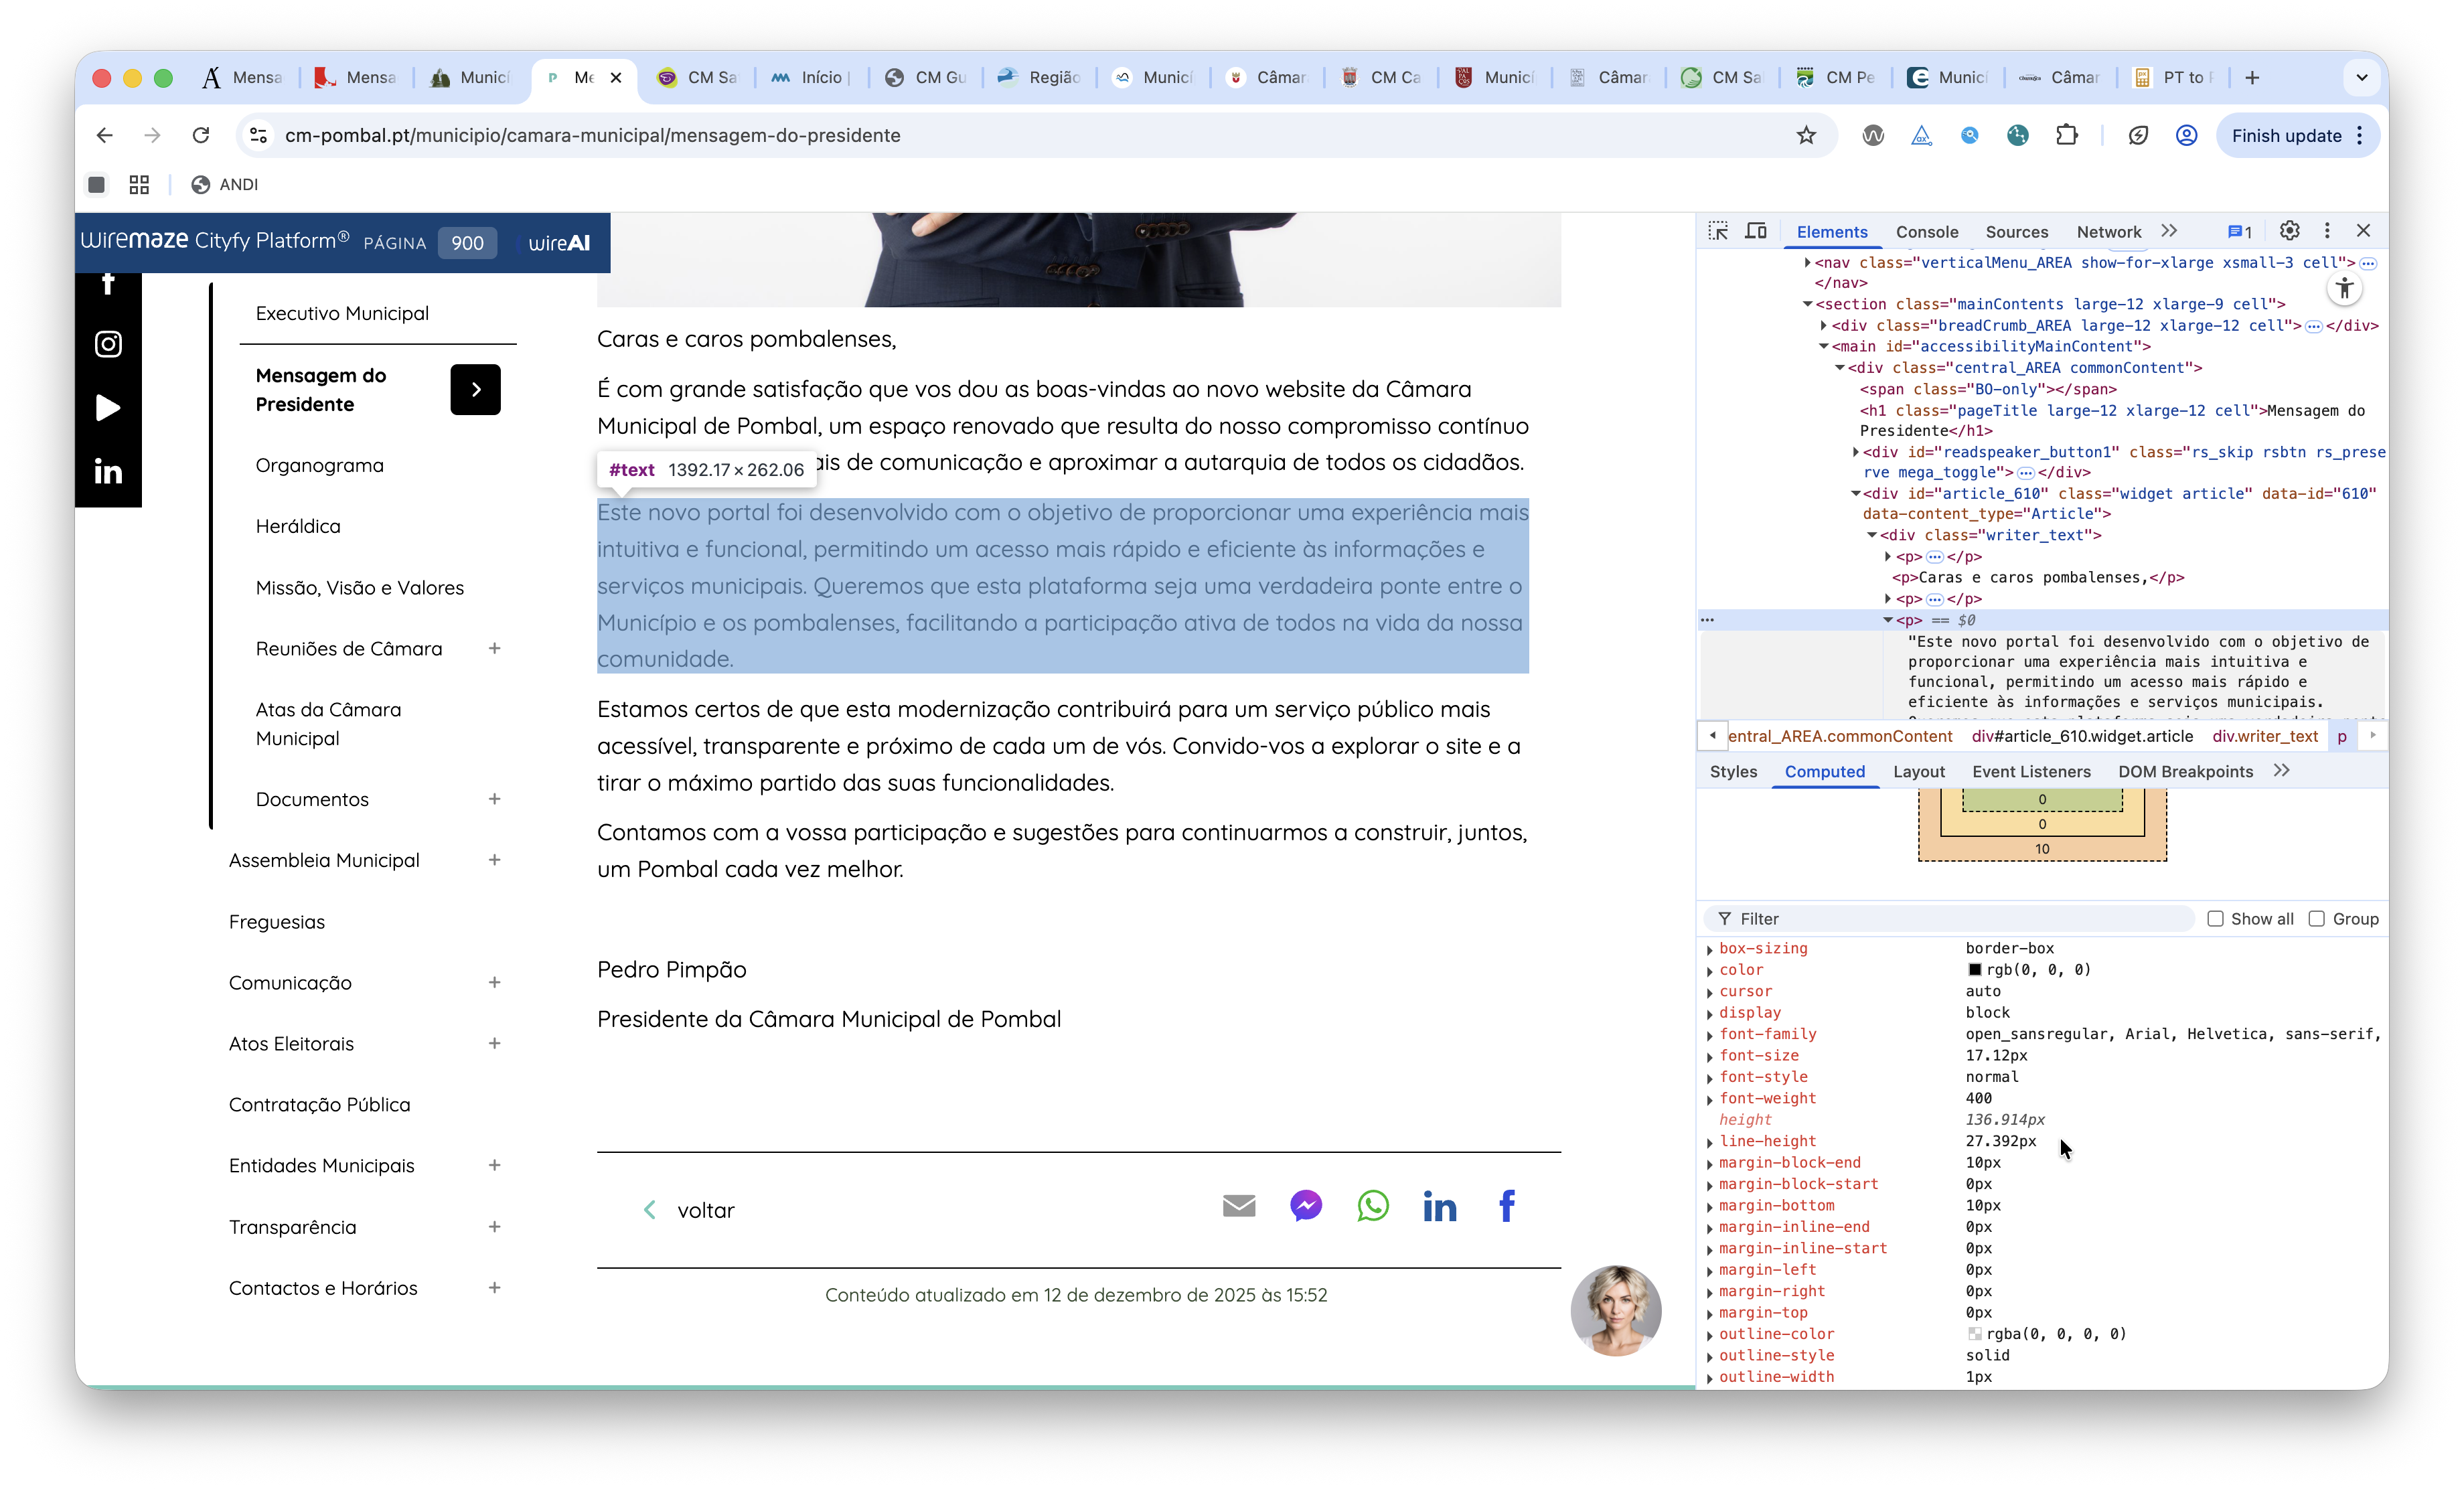 Mensa
Mensa
Municí
Me
CM Sa
Início |
CM Gu
Região
Municí
Câmar
CM Ca
Municí
Câmar
CM Sa
CM Pe
Municí
Câmar
PT to P
cm-pombal.pt/municipio/camara-municipal/mensagem-do-presidente
Finish update
ANDI
wiremaze Cityfy Platform® PÁGINA 900 wireAI
Executivo Municipal
Mensagem do
Presidente
Organograma
Heráldica
Missão, Visão e Valores
Reuniões de Câmara +
Atas da Câmara
Municipal
Documentos +
Assembleia Municipal +
Freguesias
Comunicação +
Atos Eleitorais +
Contratação Pública
Entidades Municipais +
Transparência +
Contactos e Horários +
Caras e caros pombalenses,
É com grande satisfação que vos dou as boas-vindas ao novo website da Câmara
Municipal de Pombal, um espaço renovado que resulta do nosso compromisso contínuo
#text 1392.17 × 262.06
ais de comunicação e aproximar a autarquia de todos os cidadãos.
Este novo portal foi desenvolvido com o objetivo de proporcionar uma experiência mais
intuitiva e funcional, permitindo um acesso mais rápido e eficiente às informações e
serviços municipais. Queremos que esta plataforma seja uma verdadeira ponte entre o
Município e os pombalenses, facilitando a participação ativa de todos na vida da nossa
comunidade.
Estamos certos de que esta modernização contribuirá para um serviço público mais
acessível, transparente e próximo de cada um de vós. Convido-vos a explorar o site e a
tirar o máximo partido das suas funcionalidades.
Contamos com a vossa participação e sugestões para continuarmos a construir, juntos,
um Pombal cada vez melhor.
Pedro Pimpão
Presidente da Câmara Municipal de Pombal
voltar
Conteúdo atualizado em 12 de dezembro de 2025 às 15:52
Elements Console Sources Network 1
<nav class="verticalMenu_AREA show-for-xlarge xsmall-3 cell">
</nav>
<section class="mainContents large-12 xlarge-9 cell">
<div class="breadCrumb_AREA large-12 xlarge-12 cell"> </div>
<main id="accessibilityMainContent">
<div class="central_AREA commonContent">
<span class="BO-only"></span>
<h1 class="pageTitle large-12 xlarge-12 cell">Mensagem do
Presidente</h1>
<div id="readspeaker_button1" class="rs_skip rsbtn rs_prese
rve mega_toggle"> </div>
<div id="article_610" class="widget article" data-id="610"
data-content_type="Article">
<div class="writer_text">
<p> </p>
<p>Caras e caros pombalenses,</p>
<p> </p>
<p> == $0
"Este novo portal foi desenvolvido com o objetivo de
proporcionar uma experiência mais intuitiva e
funcional, permitindo um acesso mais rápido e
eficiente às informações e serviços municipais.
entral_AREA.commonContent div#article_610.widget.article div.writer_text p
Styles Computed Layout Event Listeners DOM Breakpoints
0
0
10
Filter Show all Group
box-sizing border-box
color rgb(0, 0, 0)
cursor auto
display block
font-family open_sansregular, Arial, Helvetica, sans-serif,
font-size 17.12px
font-style normal
font-weight 400
height 136.914px
line-height 27.392px
margin-block-end 10px
margin-block-start 0px
margin-bottom 10px
margin-inline-end 0px
margin-inline-start 0px
margin-left 0px
margin-right 0px
margin-top 0px
outline-color rgba(0, 0, 0, 0)
outline-style solid
outline-width 1px